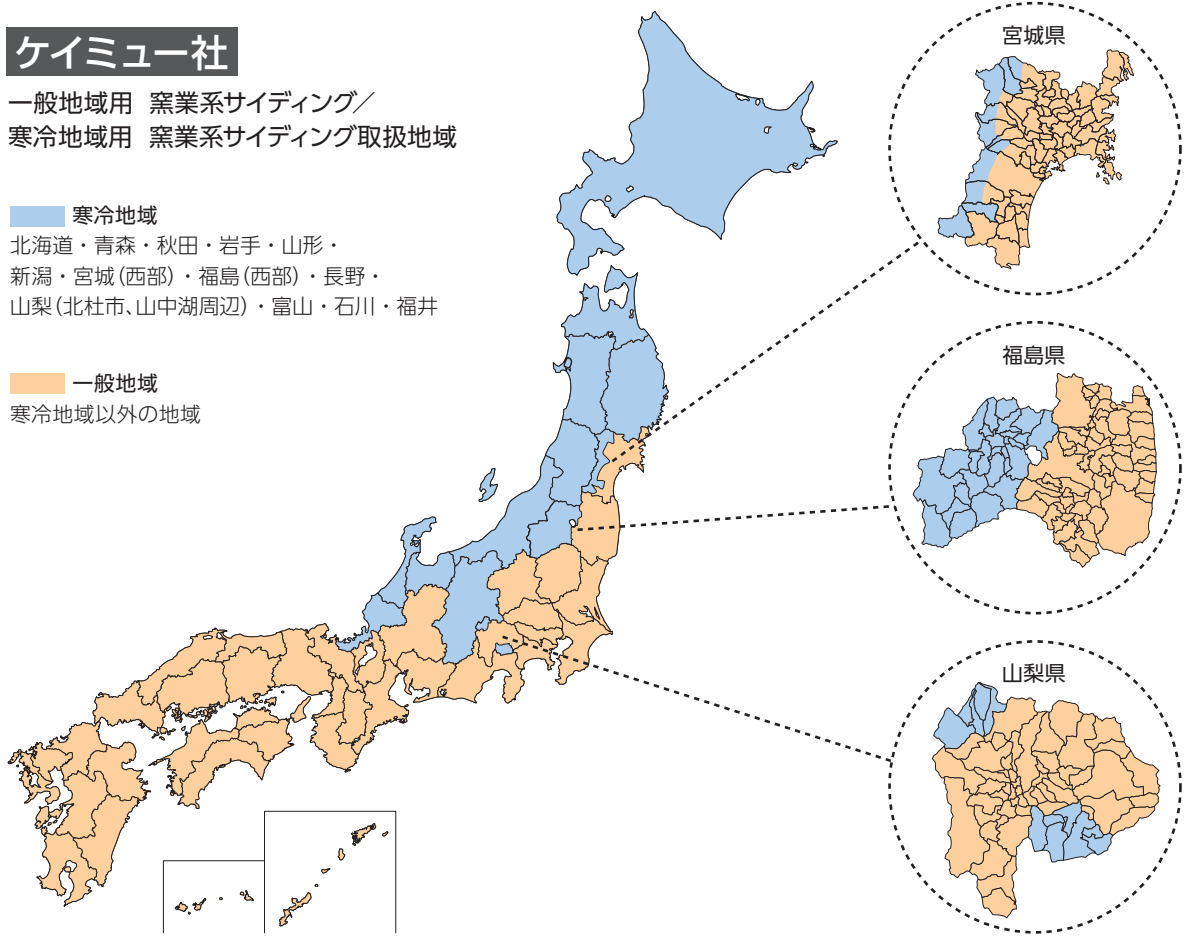 ケイミュー社
一般地域用 窯業系サイディング／
寒冷地域用 窯業系サイディング取扱地域
寒冷地域
北海道・青森・秋田・岩手・山形・
新潟・宮城(西部)・福島(西部)・長野・
山梨(北杜市、山中湖周辺)・富山・石川・福井
一般地域
寒冷地域以外の地域
宮城県
福島県
山梨県